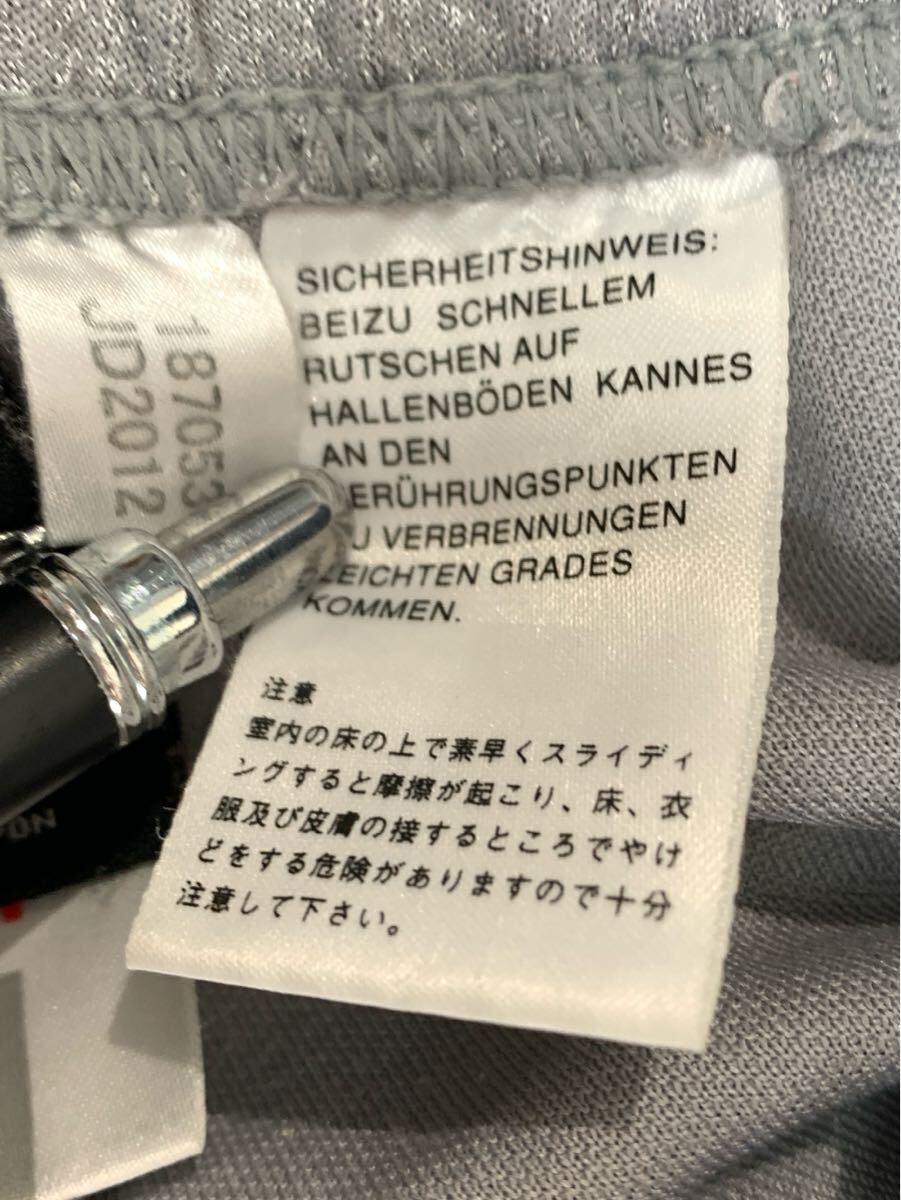 SICHERHEITSHINWEIS:
BEIZU SCHNELLEM
RUTSCHEN AUF
HALLENBÖDEN KANNES
AN DEN
ERÜHRUNGSPUNKTEN
U VERBRENNUNGEN
LEICHTEN GRADES
KOMMEN.
注意
室内の床の上で素早くスライディ
ングすると摩擦が起こり、床、衣
服及び皮膚の接するところでやけ
どをする危険がありますので十分
注意して下さい。
187053
JD2012